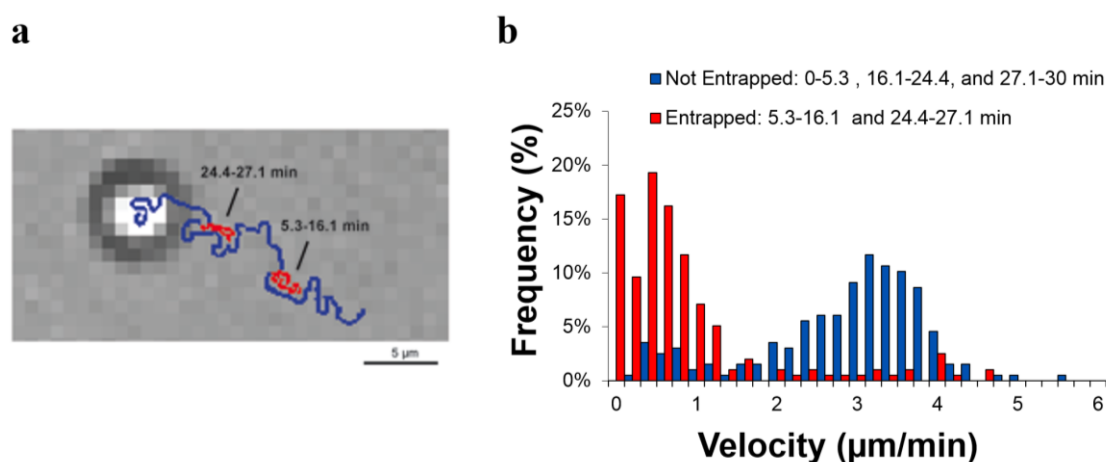 a
24.4-27.1 min
5.3-16.1 min
5 µm
b
Not Entrapped: 0-5.3 , 16.1-24.4, and 27.1-30 min
Entrapped: 5.3-16.1 and 24.4-27.1 min
Frequency (%)
25%
20%
15%
10%
5%
0%
0 1 2 3 4 5 6
Velocity (µm/min)